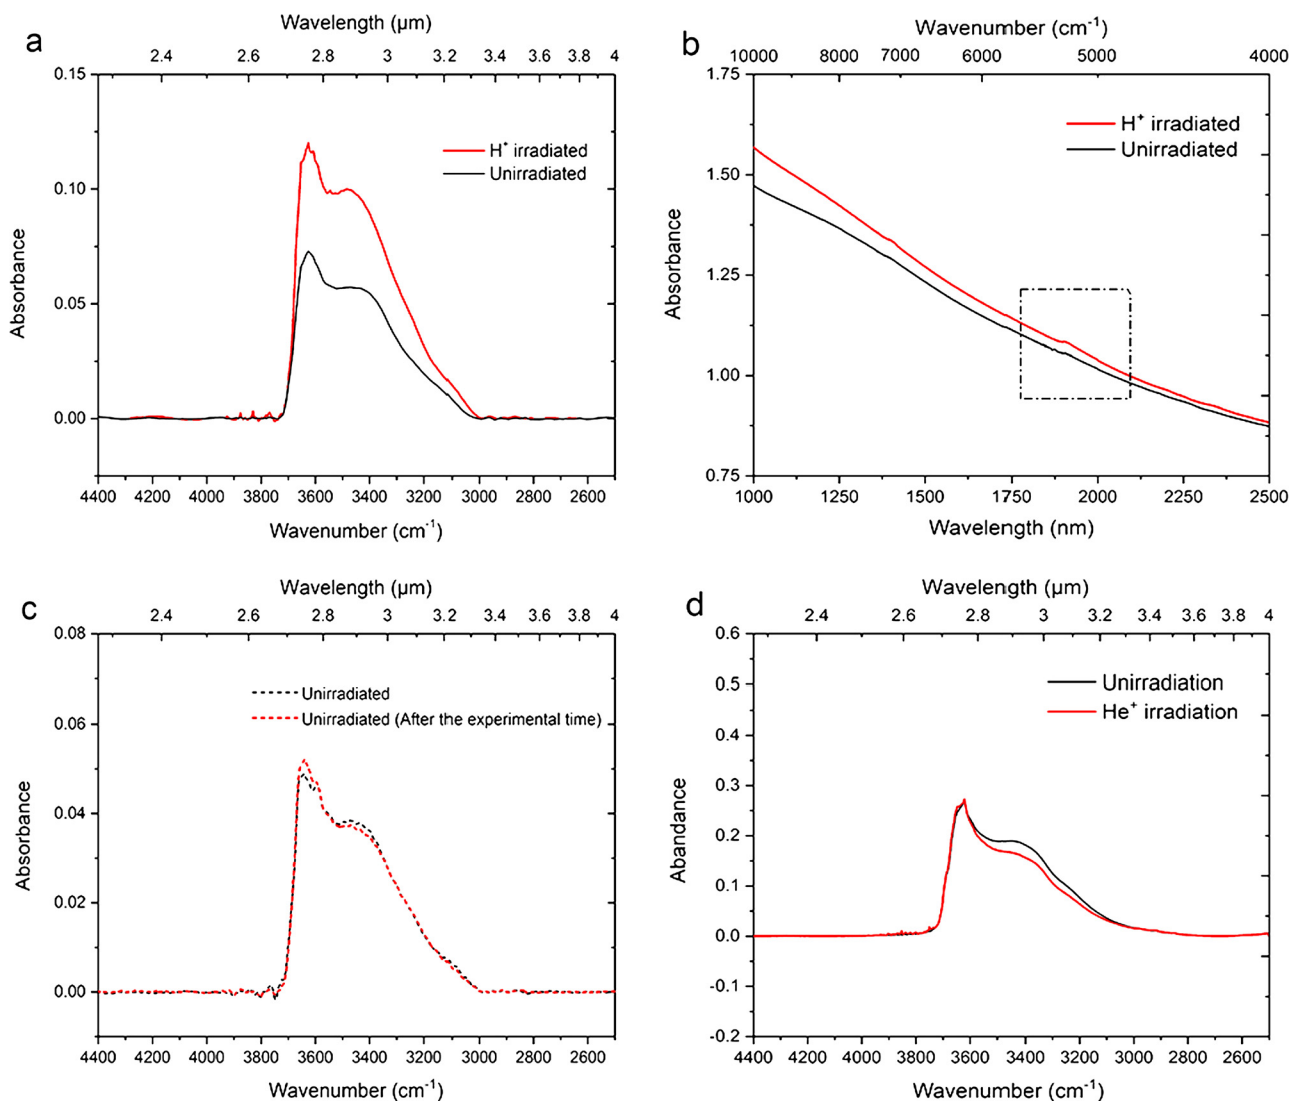 a
Wavelength (μm)
2.4 2.6 2.8 3 3.2 3.4 3.6 3.8 4
0.15
0.10
0.05
0.00
Absorbance
H⁺ irradiated
Unirradiated
4400 4200 4000 3800 3600 3400 3200 3000 2800 2600
Wavenumber (cm⁻¹)
b
Wavenumber (cm⁻¹)
10000 8000 7000 6000 5000 4000
1.75
1.50
1.25
1.00
0.75
Absorbance
H⁺ irradiated
Unirradiated
1000 1250 1500 1750 2000 2250 2500
Wavelength (nm)
c
Wavelength (μm)
2.4 2.6 2.8 3 3.2 3.4 3.6 3.8 4
0.08
0.06
0.04
0.02
0.00
Absorbance
Unirradiated
Unirradiated (After the experimental time)
4400 4200 4000 3800 3600 3400 3200 3000 2800 2600
Wavenumber (cm⁻¹)
d
Wavelength (μm)
2.4 2.6 2.8 3 3.2 3.4 3.6 3.8 4
0.6
0.5
0.4
0.3
0.2
0.1
0.0
-0.1
-0.2
Abandance
Unirradiation
He⁺ irradiation
4400 4200 4000 3800 3600 3400 3200 3000 2800 2600
Wavenumber (cm⁻¹)